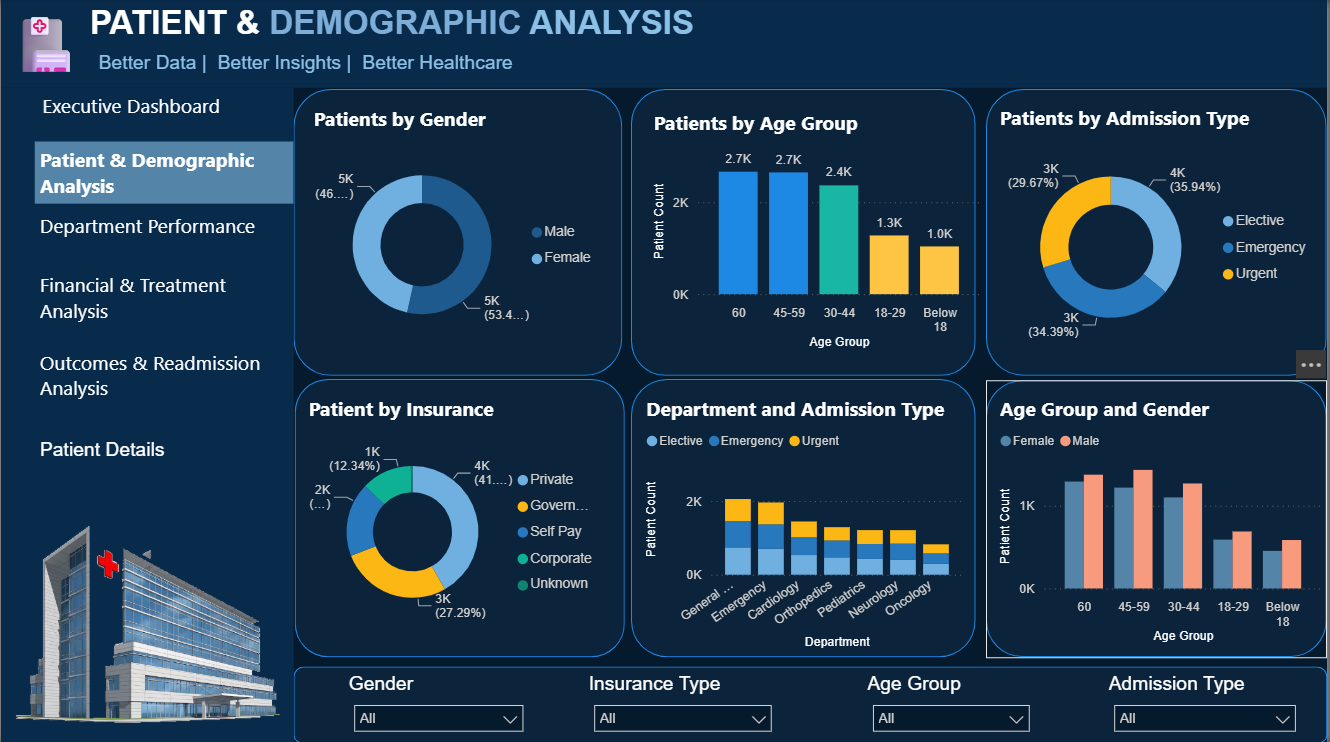 PATIENT & DEMOGRAPHIC ANALYSIS
Better Data | Better Insights | Better Healthcare
Executive Dashboard
Patient & Demographic
Analysis
Department Performance
Financial & Treatment
Analysis
Outcomes & Readmission
Analysis
Patient Details
Patients by Gender
5K
(46....)
5K
(53.4...)
Male
Female
Patients by Age Group
Patient Count
2K
0K
2.7K
2.7K
2.4K
1.3K
1.0K
60
45-59
30-44
18-29
Below
18
Age Group
Patients by Admission Type
3K
(29.67%)
4K
(35.94%)
3K
(34.39%)
Elective
Emergency
Urgent
Patient by Insurance
1K
(12.34%)
2K
(...)
4K
(41....)
3K
(27.29%)
Private
Govern...
Self Pay
Corporate
Unknown
Department and Admission Type
Elective Emergency Urgent
Patient Count
2K
0K
General ...
Emergency
Cardiology
Orthopedics
Pediatrics
Neurology
Oncology
Department
Age Group and Gender
Female Male
Patient Count
1K
0K
60
45-59
30-44
18-29
Below
18
Age Group
Gender
All
Insurance Type
All
Age Group
All
Admission Type
All